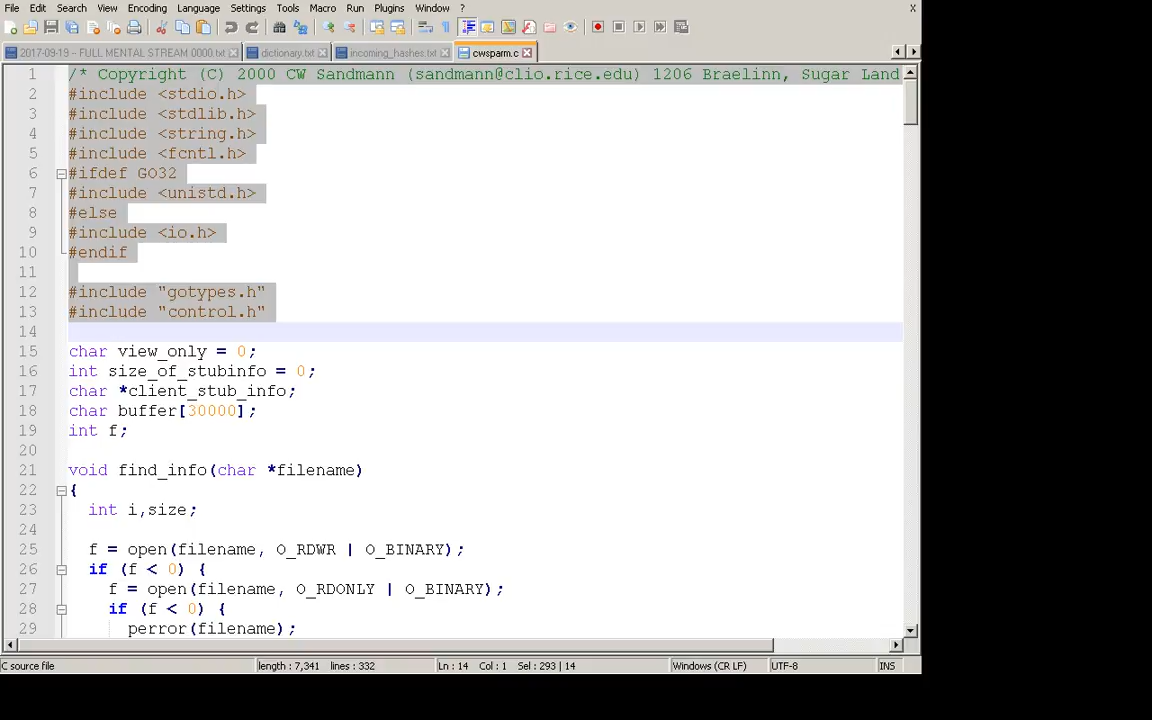 File Edit Search View Encoding Language Settings Tools Macro Run Plugins Window ? X
2017-09-19 – FULL MENTAL STREAM 0000.txt dictionary.txt incoming_hashes.txt cwsparm.c
1 /* Copyright (C) 2000 CW Sandmann (sandmann@clio.rice.edu) 1206 Braelinn, Sugar Land
2 #include <stdio.h>
3 #include <stdlib.h>
4 #include <string.h>
5 #include <fcntl.h>
6 #ifdef GO32
7 #include <unistd.h>
8 #else
9 #include <io.h>
10 #endif
11
12 #include "gotypes.h"
13 #include "control.h"
14
15 char view_only = 0;
16 int size_of_stubinfo = 0;
17 char *client_stub_info;
18 char buffer[30000];
19 int f;
20
21 void find_info(char *filename)
22 {
23 int i,size;
24
25 f = open(filename, O_RDWR | O_BINARY);
26 if (f < 0) {
27 f = open(filename, O_RDONLY | O_BINARY);
28 if (f < 0) {
29 perror(filename);
C source file length : 7,341 lines : 332 Ln : 14 Col : 1 Sel : 293 | 14 Windows (CR LF) UTF-8 INS